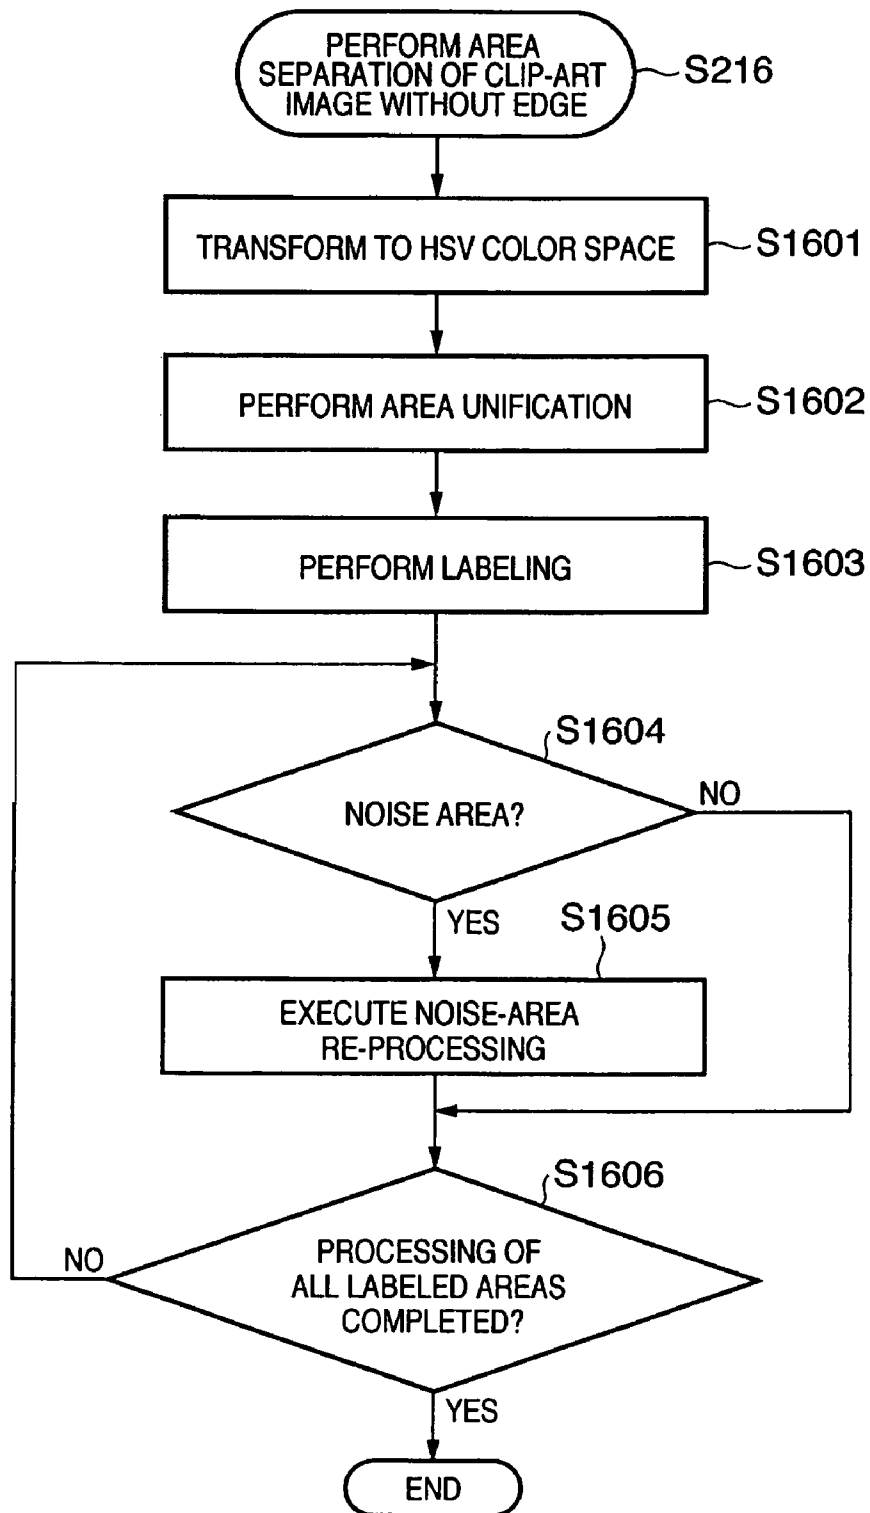 PERFORM AREA
SEPARATION OF CLIP-ART
IMAGE WITHOUT EDGE
S216
TRANSFORM TO HSV COLOR SPACE
S1601
PERFORM AREA UNIFICATION
S1602
PERFORM LABELING
S1603
S1604
NOISE AREA?
NO
YES
S1605
EXECUTE NOISE-AREA
RE-PROCESSING
S1606
NO
PROCESSING OF
ALL LABELED AREAS
COMPLETED?
YES
END